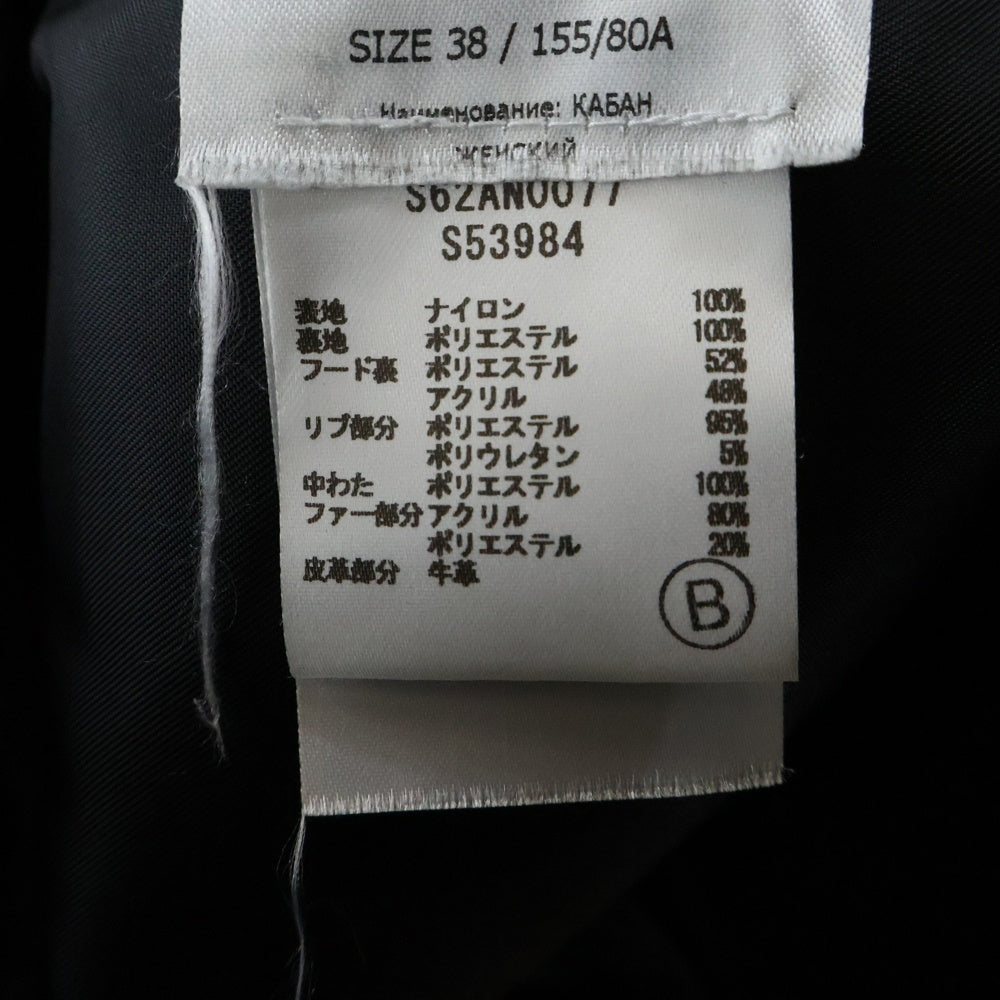 SIZE 38 / 155/80A
Наименование: КАБАН
ЖЕНСКИЙ
S62AN0077
S53984
表地 ナイロン 100%
裏地 ポリエステル 100%
フード裏 ポリエステル 52%
アクリル 48%
リブ部分 ポリエステル 95%
ポリウレタン 5%
中わた ポリエステル 100%
ファー部分 アクリル 80%
ポリエステル 20%
皮革部分 牛革
B